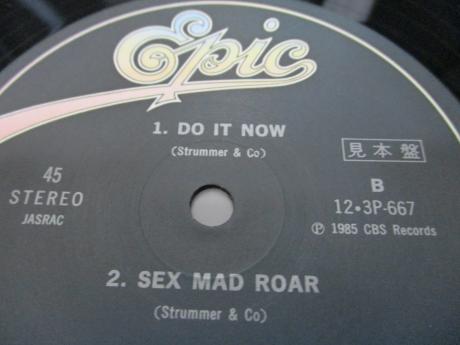 Epic
1. DO IT NOW
(Strummer & Co)
見本盤
45
STEREO
JASRAC
B
12・3P-667
Ⓟ 1985 CBS Records
2. SEX MAD ROAR
(Strummer & Co)